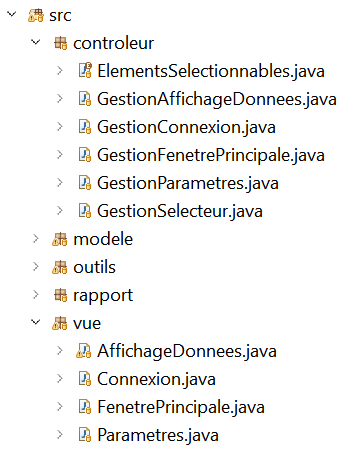 src
controleur
ElementsSelectionnables.java
GestionAffichageDonnees.java
GestionConnexion.java
GestionFenetrePrincipale.java
GestionParametres.java
GestionSelecteur.java
modele
outils
rapport
vue
AffichageDonnees.java
Connexion.java
FenetrePrincipale.java
Parametres.java